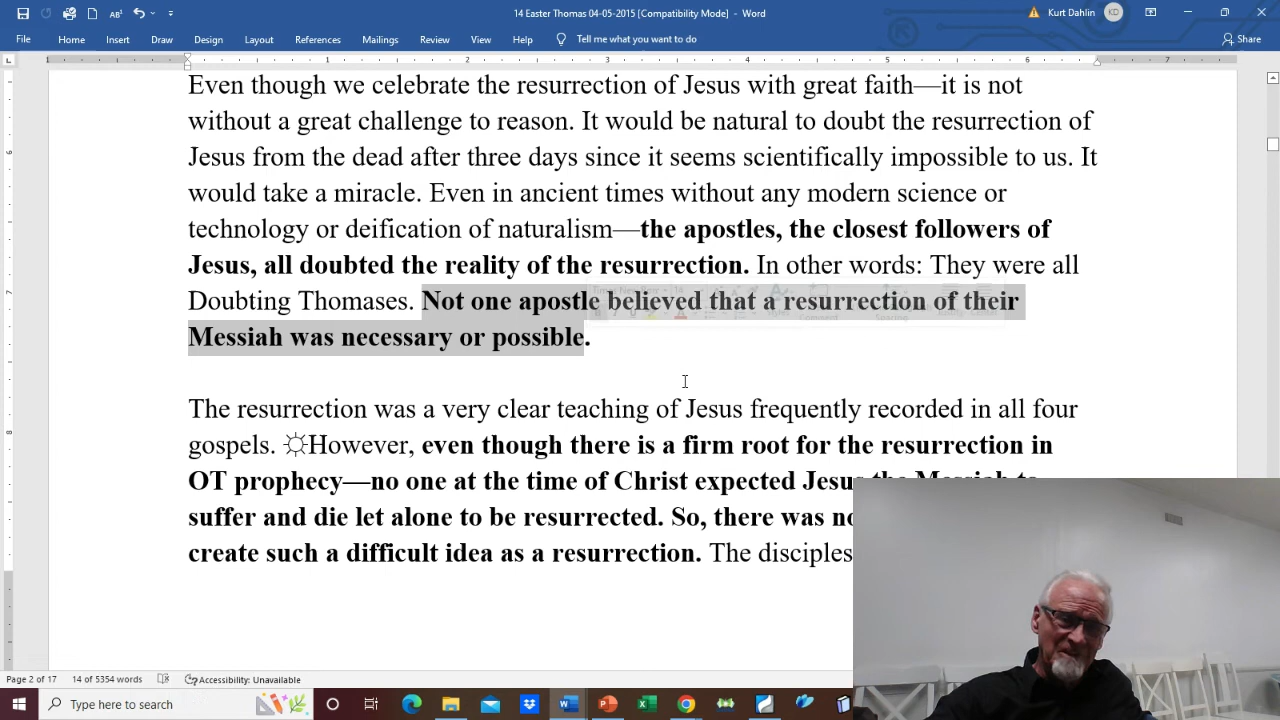 14 Easter Thomas 04-05-2015 [Compatibility Mode] - Word
Kurt Dahlin
KD
File Home Insert Draw Design Layout References Mailings Review View Help Tell me what you want to do
Share
Even though we celebrate the resurrection of Jesus with great faith—it is not
without a great challenge to reason. It would be natural to doubt the resurrection of
Jesus from the dead after three days since it seems scientifically impossible to us. It
would take a miracle. Even in ancient times without any modern science or
technology or deification of naturalism—the apostles, the closest followers of
Jesus, all doubted the reality of the resurrection. In other words: They were all
Doubting Thomases. Not one apostle believed that a resurrection of their
Messiah was necessary or possible.
The resurrection was a very clear teaching of Jesus frequently recorded in all four
gospels. ☼However, even though there is a firm root for the resurrection in
OT prophecy—no one at the time of Christ expected Jesus the Messiah to
suffer and die let alone to be resurrected. So, there was
create such a difficult idea as a resurrection. The disciples
Page 2 of 17 14 of 5354 words Accessibility: Unavailable
Type here to search